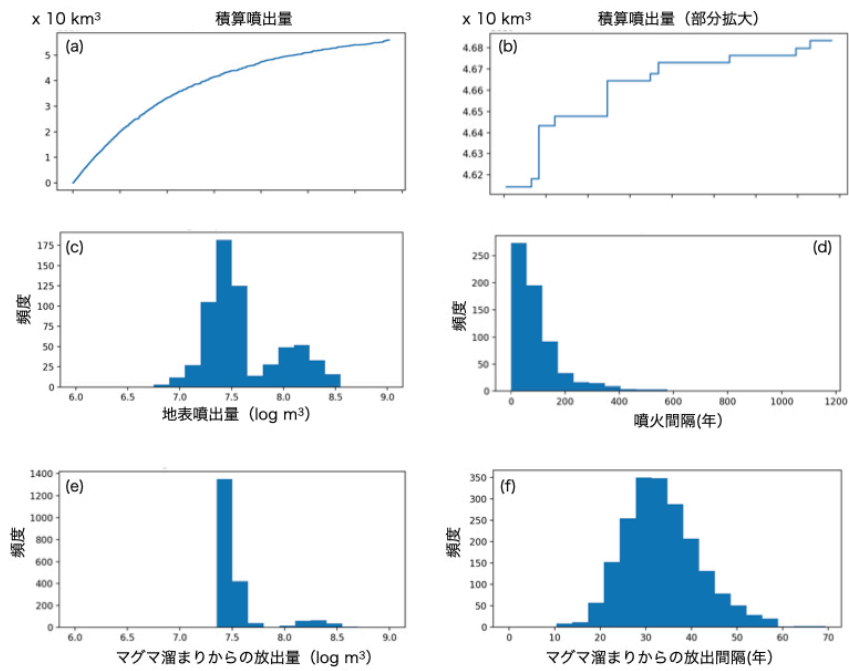 x 10 km³ 積算噴出量
(a)
5
4
3
2
1
0
x 10 km³ 積算噴出量（部分拡大）
(b)
4.68
4.67
4.66
4.65
4.64
4.63
4.62
(c)
頻度
175
150
125
100
75
50
25
0
6.0 6.5 7.0 7.5 8.0 8.5 9.0
地表噴出量（log m³）
(d)
頻度
250
200
150
100
50
0
0 200 400 600 800 1000 1200
噴火間隔(年)
(e)
頻度
1400
1200
1000
800
600
400
200
0
6.0 6.5 7.0 7.5 8.0 8.5 9.0
マグマ溜まりからの放出量（log m³）
(f)
頻度
350
300
250
200
150
100
50
0
0 10 20 30 40 50 60 70
マグマ溜まりからの放出間隔(年)